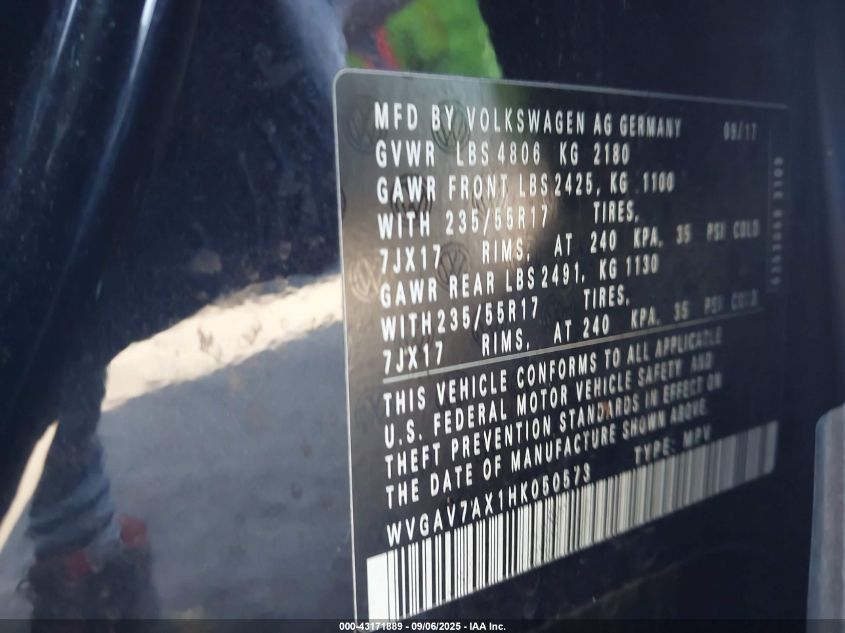 MFD BY VOLKSWAGEN AG GERMANY 09/17
GVWR LBS 4806 KG 2180
GAWR FRONT LBS 2425, KG 1100
WITH 235/55R17 TIRES,
7JX17 RIMS, AT 240 KPA, 35 PSI COLD
GAWR REAR LBS 2491, KG 1130
WITH 235/55R17 TIRES,
7JX17 RIMS, AT 240 KPA, 35 PSI COLD
THIS VEHICLE CONFORMS TO ALL APPLICABLE
U.S. FEDERAL MOTOR VEHICLE SAFETY AND
THEFT PREVENTION STANDARDS IN EFFECT ON
THE DATE OF MANUFACTURE SHOWN ABOVE.
WVGAV7AX1HK050573 TYPE: MPV
000-43171889 - 09/06/2025 - IAA Inc.